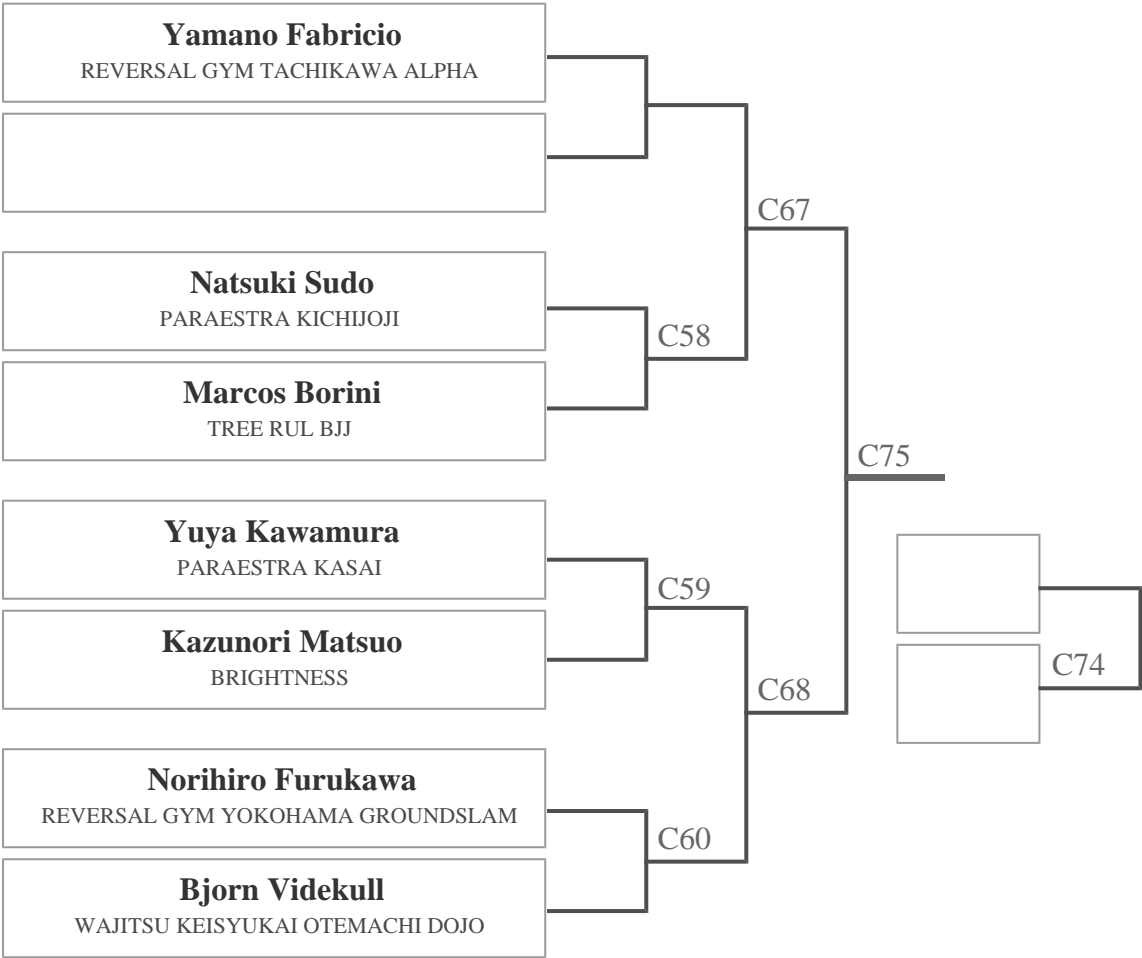 Yamano Fabricio
REVERSAL GYM TACHIKAWA ALPHA
C67
Natsuki Sudo
PARAESTRA KICHIJOJI
C58
Marcos Borini
TREE RUL BJJ
C75
Yuya Kawamura
PARAESTRA KASAI
C59
Kazunori Matsuo
BRIGHTNESS
C74
C68
Norihiro Furukawa
REVERSAL GYM YOKOHAMA GROUNDSLAM
C60
Bjorn Videkull
WAJITSU KEISYUKAI OTEMACHI DOJO